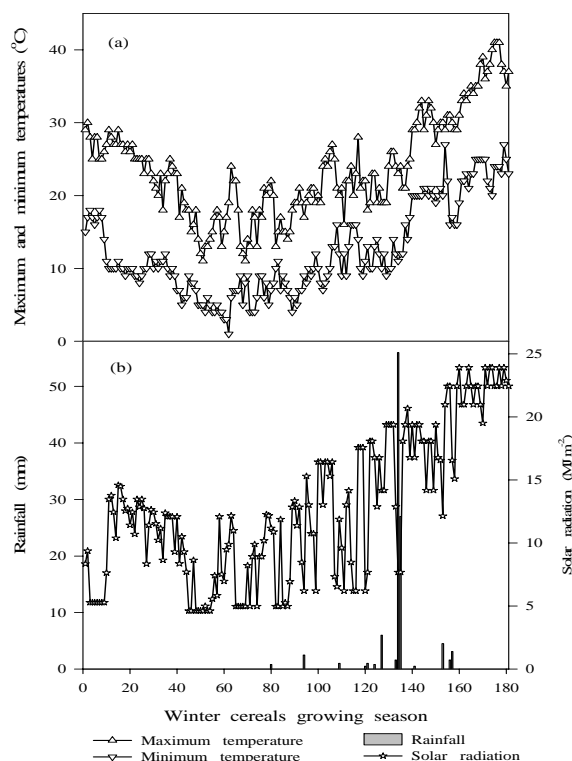 (a)
Maximum and minimum temperatures (°C)
40
30
20
10
0
(b)
Rainfall (mm)
50
40
30
20
10
0
Solar radiation (MJ m⁻²)
25
20
15
10
5
0
0 20 40 60 80 100 120 140 160 180
Winter cereals growing season
Maximum temperature
Minimum temperature
Rainfall
Solar radiation